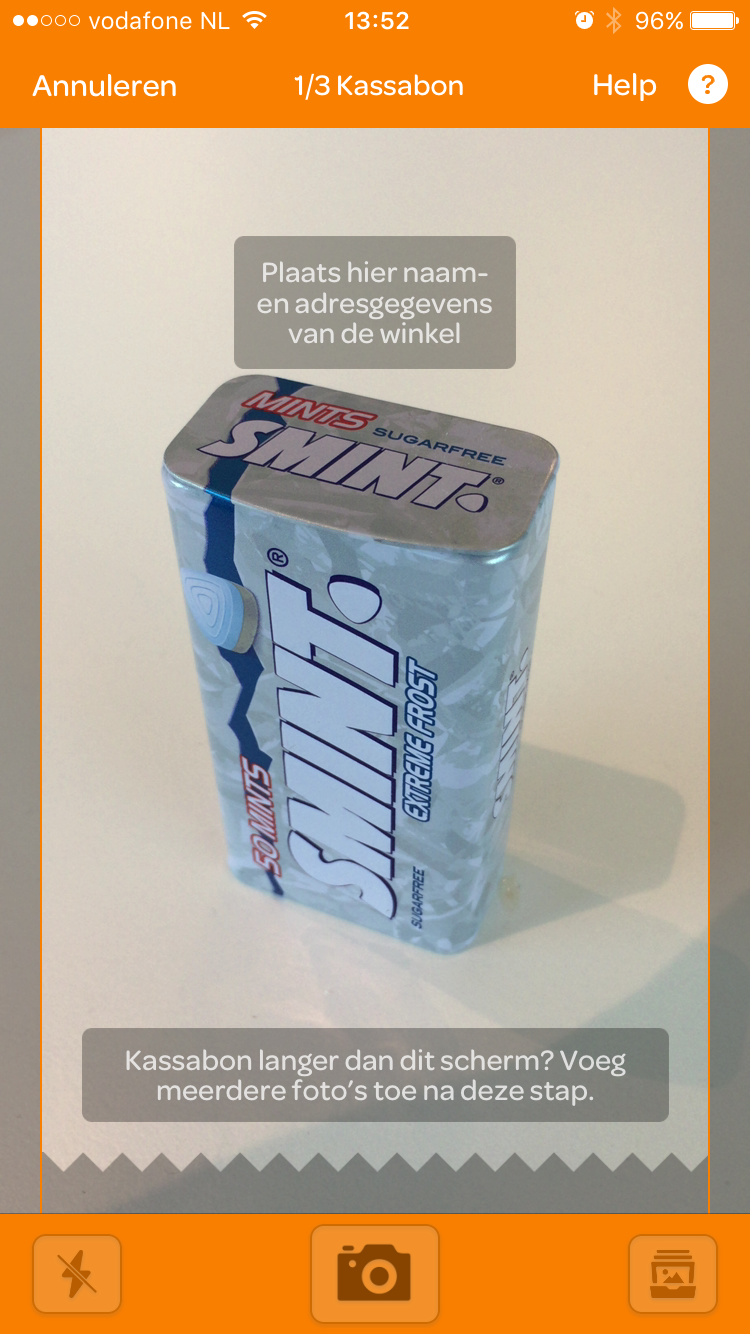 vodafone NL
13:52
96%
Annuleren
1/3 Kassabon
Help
?
Plaats hier naam-
en adresgegevens
van de winkel
MINTS
SUGARFREE
SMINT®
SMINT®
EXTREME FROST
50 MINTS
SUGARFREE
SMINT
Kassabon langer dan dit scherm? Voeg
meerdere foto's toe na deze stap.